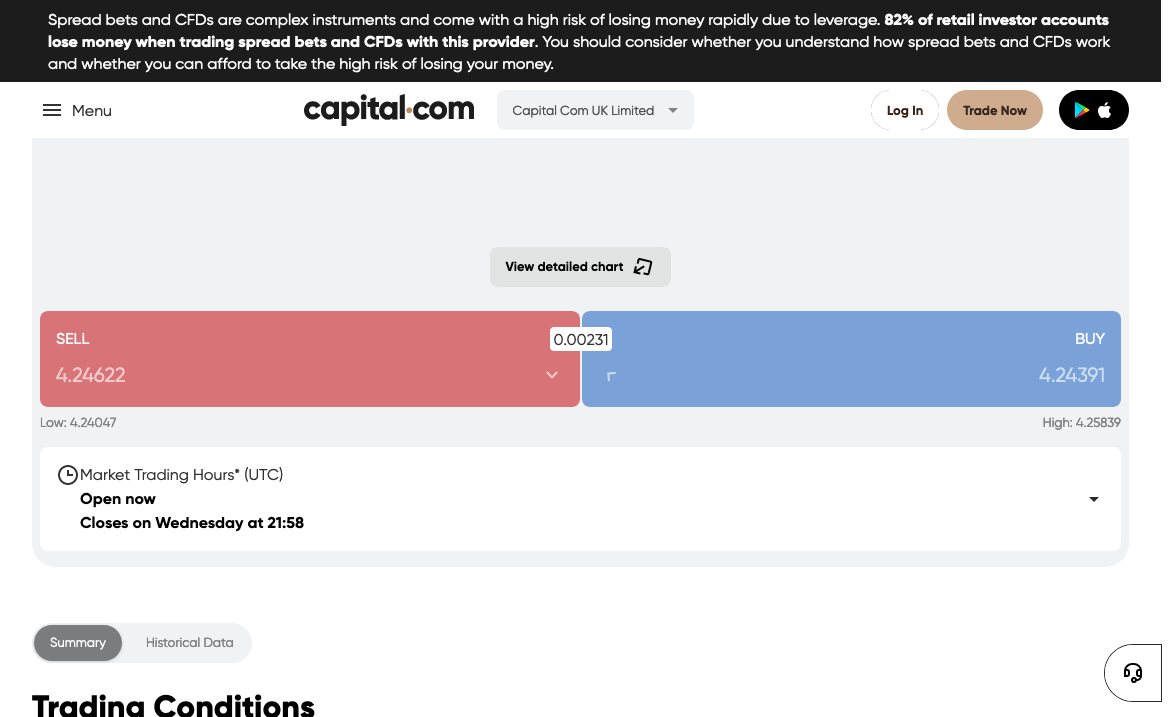 Spread bets and CFDs are complex instruments and come with a high risk of losing money rapidly due to leverage. 82% of retail investor accounts
lose money when trading spread bets and CFDs with this provider. You should consider whether you understand how spread bets and CFDs work
and whether you can afford to take the high risk of losing your money.
Menu
capital.com
Capital Com UK Limited
Log In
Trade Now
View detailed chart
SELL
0.00231
BUY
4.24622
4.24391
Low: 4.24047
High: 4.25839
Market Trading Hours* (UTC)
Open now
Closes on Wednesday at 21:58
Summary
Historical Data
Trading Conditions